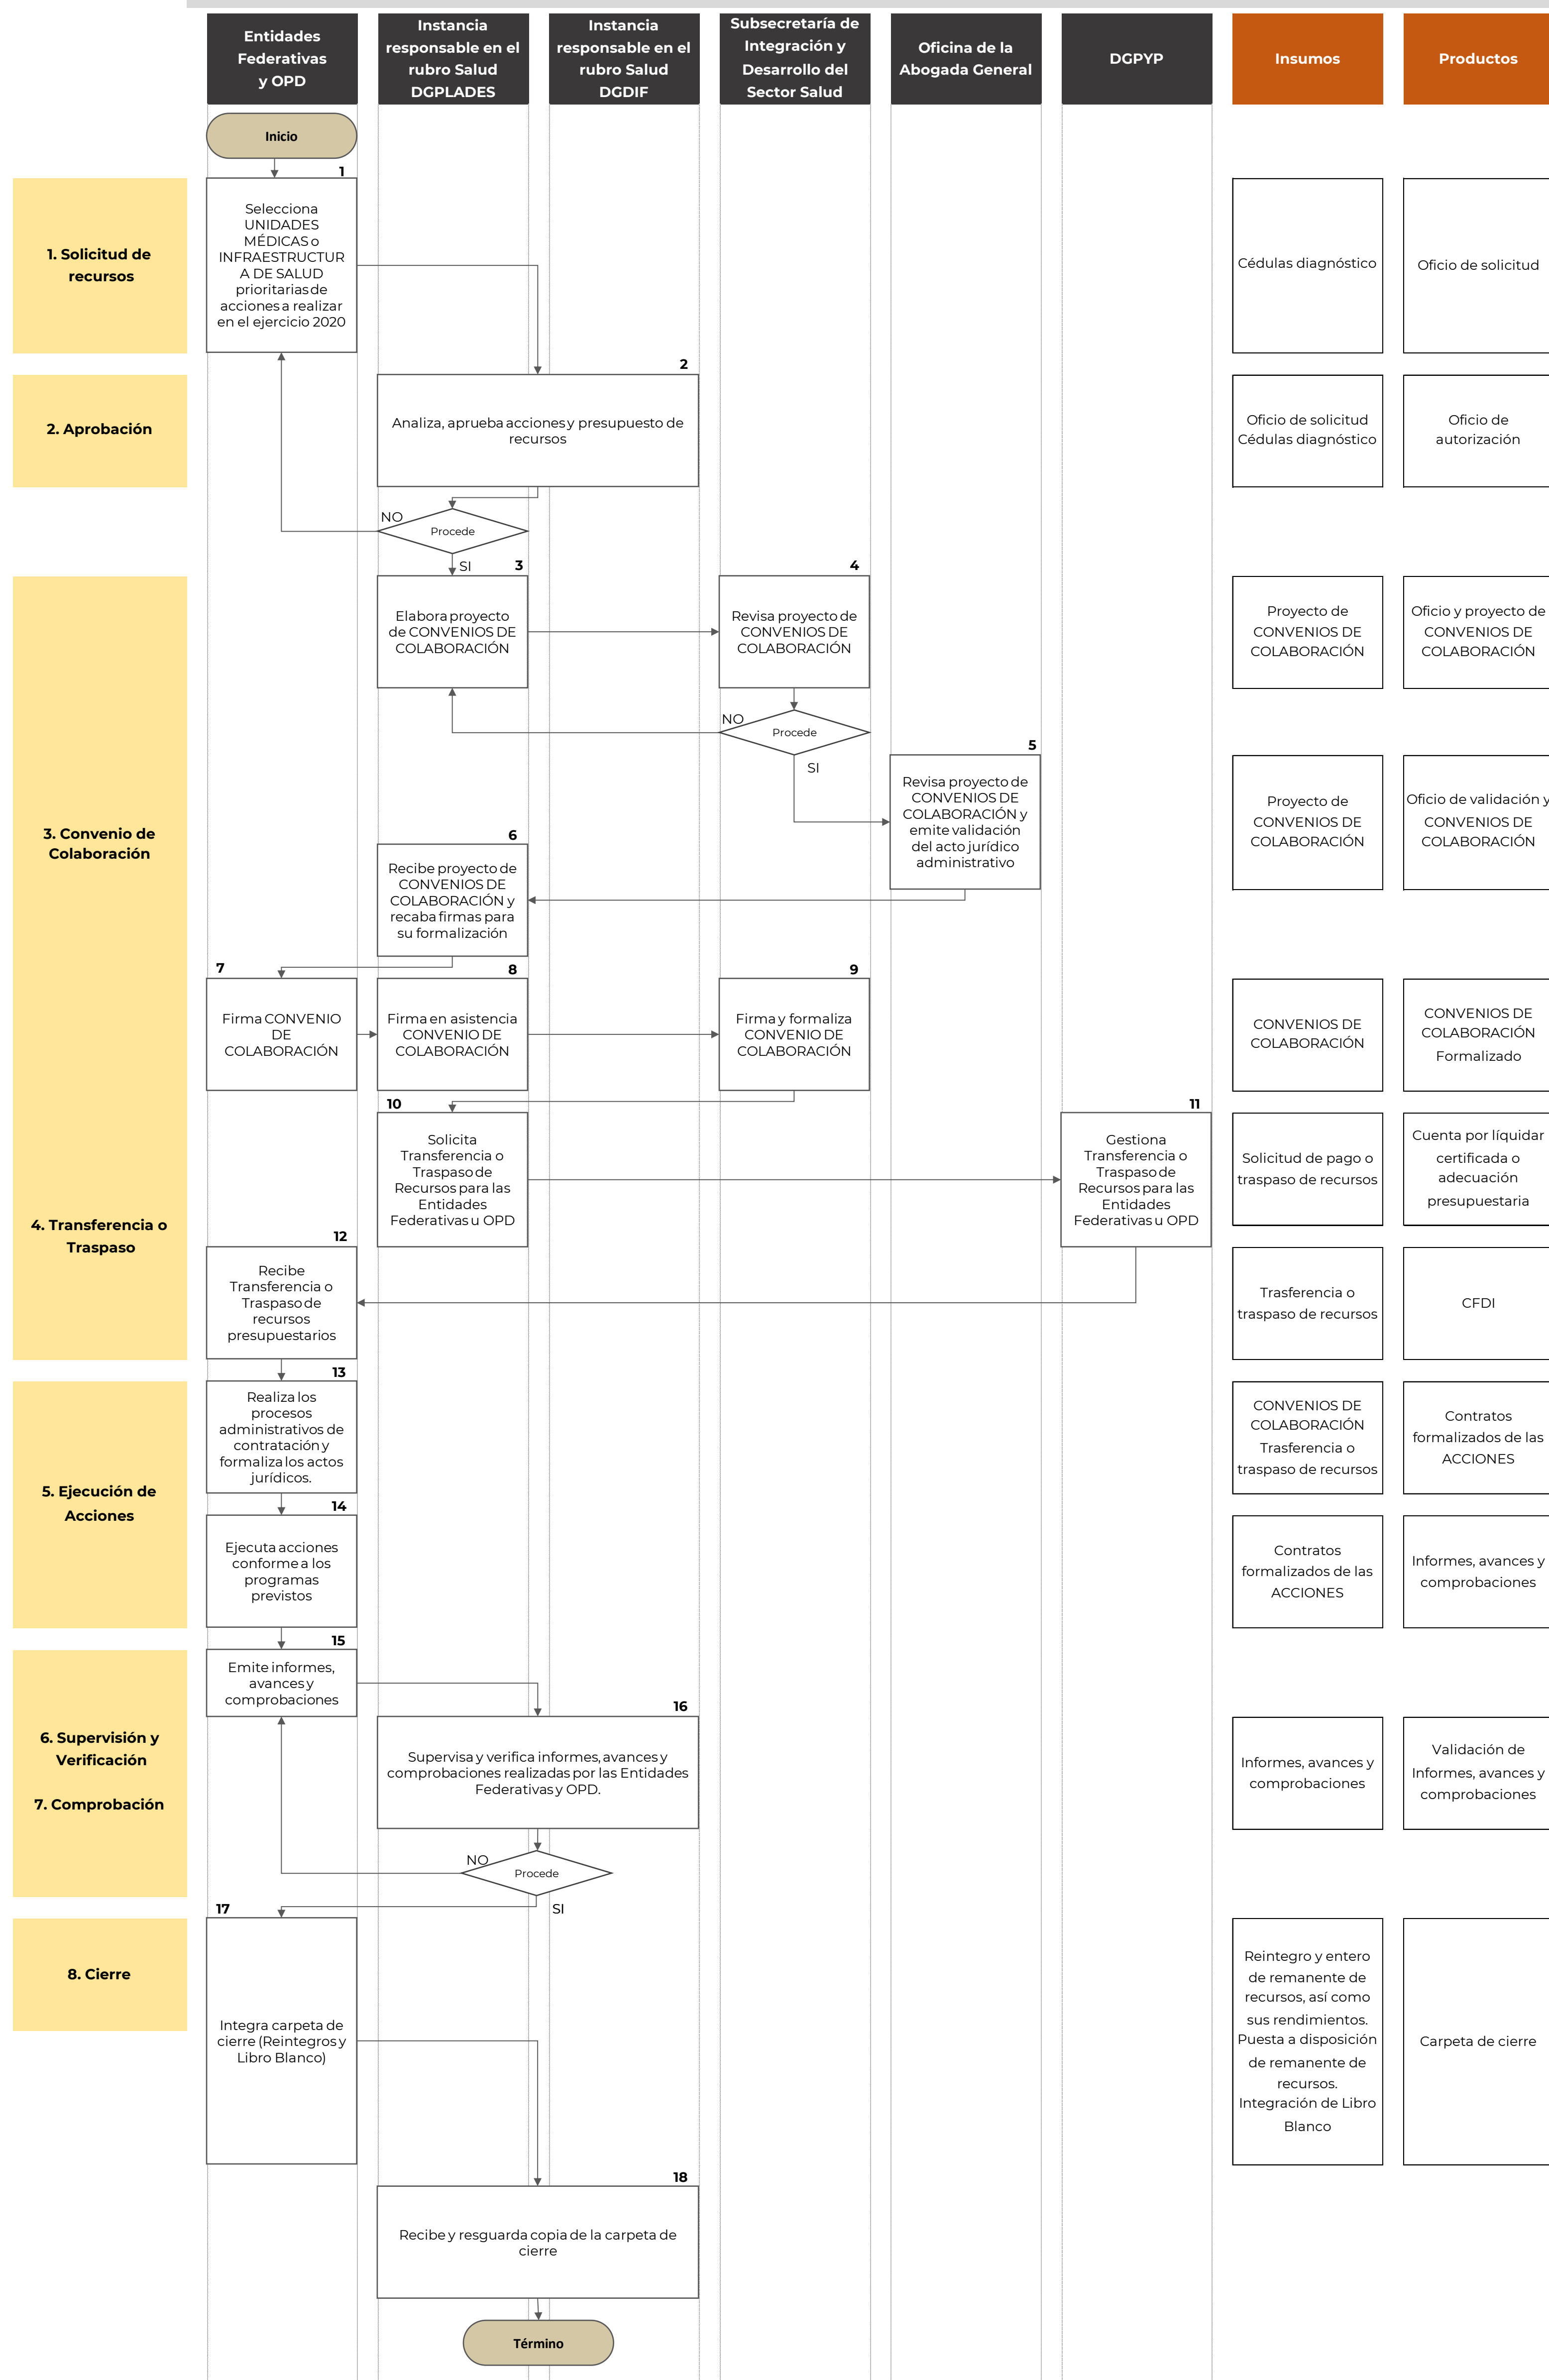 Entidades
Federativas
y OPD
Instancia
responsable en el
rubro Salud
DGPLADES
Instancia
responsable en el
rubro Salud
DGDIF
Subsecretaría de
Integración y
Desarrollo del
Sector Salud
Oficina de la
Abogada General
DGPYP
Insumos
Productos
Inicio
1
1. Solicitud de
recursos
Selecciona
UNIDADES
MÉDICAS o
INFRAESTRUCTUR
A DE SALUD
prioritarias de
acciones a realizar
en el ejercicio 2020
Cédulas diagnóstico
Oficio de solicitud
2
2. Aprobación
Analiza, aprueba acciones y presupuesto de
recursos
Oficio de solicitud
Cédulas diagnóstico
Oficio de
autorización
NO
Procede
SI
3
Elabora proyecto
de CONVENIOS DE
COLABORACIÓN
4
Revisa proyecto de
CONVENIOS DE
COLABORACIÓN
Proyecto de
CONVENIOS DE
COLABORACIÓN
Oficio y proyecto de
CONVENIOS DE
COLABORACIÓN
NO
Procede
SI
5
3. Convenio de
Colaboración
Revisa proyecto de
CONVENIOS DE
COLABORACIÓN y
emite validación
del acto jurídico
administrativo
Proyecto de
CONVENIOS DE
COLABORACIÓN
Oficio de validación y
CONVENIOS DE
COLABORACIÓN
6
Recibe proyecto de
CONVENIOS DE
COLABORACIÓN y
recaba firmas para
su formalización
7
Firma CONVENIO
DE
COLABORACIÓN
8
Firma en asistencia
CONVENIO DE
COLABORACIÓN
9
Firma y formaliza
CONVENIO DE
COLABORACIÓN
CONVENIOS DE
COLABORACIÓN
CONVENIOS DE
COLABORACIÓN
Formalizado
10
Solicita
Transferencia o
Traspaso de
Recursos para las
Entidades
Federativas u OPD
11
Gestiona
Transferencia o
Traspaso de
Recursos para las
Entidades
Federativas u OPD
Solicitud de pago o
traspaso de recursos
Cuenta por líquidar
certificada o
adecuación
presupuestaria
4. Transferencia o
Traspaso
12
Recibe
Transferencia o
Traspaso de
recursos
presupuestarios
Trasferencia o
traspaso de recursos
CFDI
13
Realiza los
procesos
administrativos de
contratación y
formaliza los actos
jurídicos.
CONVENIOS DE
COLABORACIÓN
Trasferencia o
traspaso de recursos
Contratos
formalizados de las
ACCIONES
5. Ejecución de
Acciones
14
Ejecuta acciones
conforme a los
programas
previstos
Contratos
formalizados de las
ACCIONES
Informes, avances y
comprobaciones
15
Emite informes,
avances y
comprobaciones
16
6. Supervisión y
Verificación
7. Comprobación
Supervisa y verifica informes, avances y
comprobaciones realizadas por las Entidades
Federativas y OPD.
Informes, avances y
comprobaciones
Validación de
Informes, avances y
comprobaciones
NO
Procede
SI
17
8. Cierre
Integra carpeta de
cierre (Reintegros y
Libro Blanco)
Reintegro y entero
de remanente de
recursos, así como
sus rendimientos.
Puesta a disposición
de remanente de
recursos.
Integración de Libro
Blanco
Carpeta de cierre
18
Recibe y resguarda copia de la carpeta de
cierre
Término